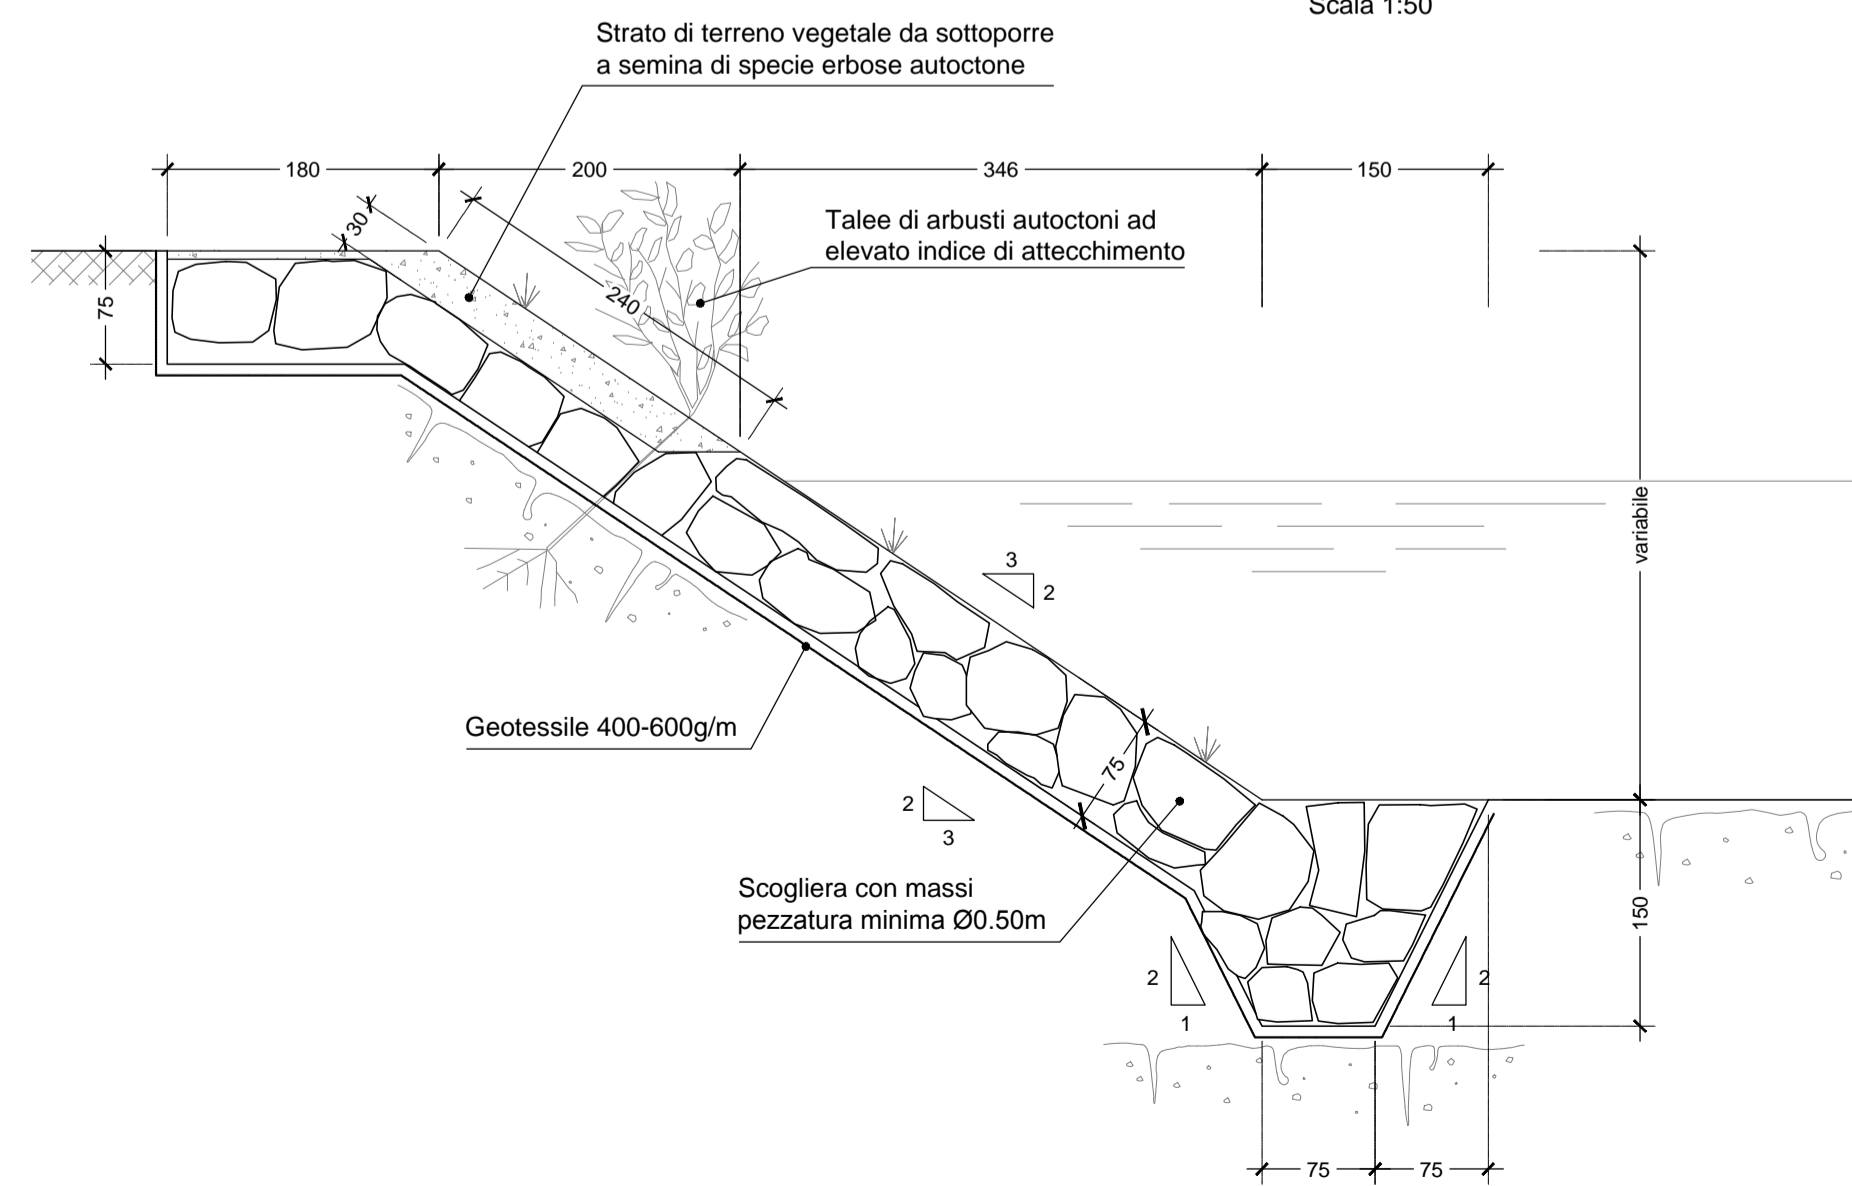 Scala 1:50
Strato di terreno vegetale da sottoporre
a semina di specie erbose autoctone
180
200
346
150
30
Talee di arbusti autoctoni ad
elevato indice di attecchimento
240
75
variabile
3
2
Geotessile 400-600g/m
75
2
3
Scogliera con massi
pezzatura minima Ø0.50m
150
2
1
2
1
75
75